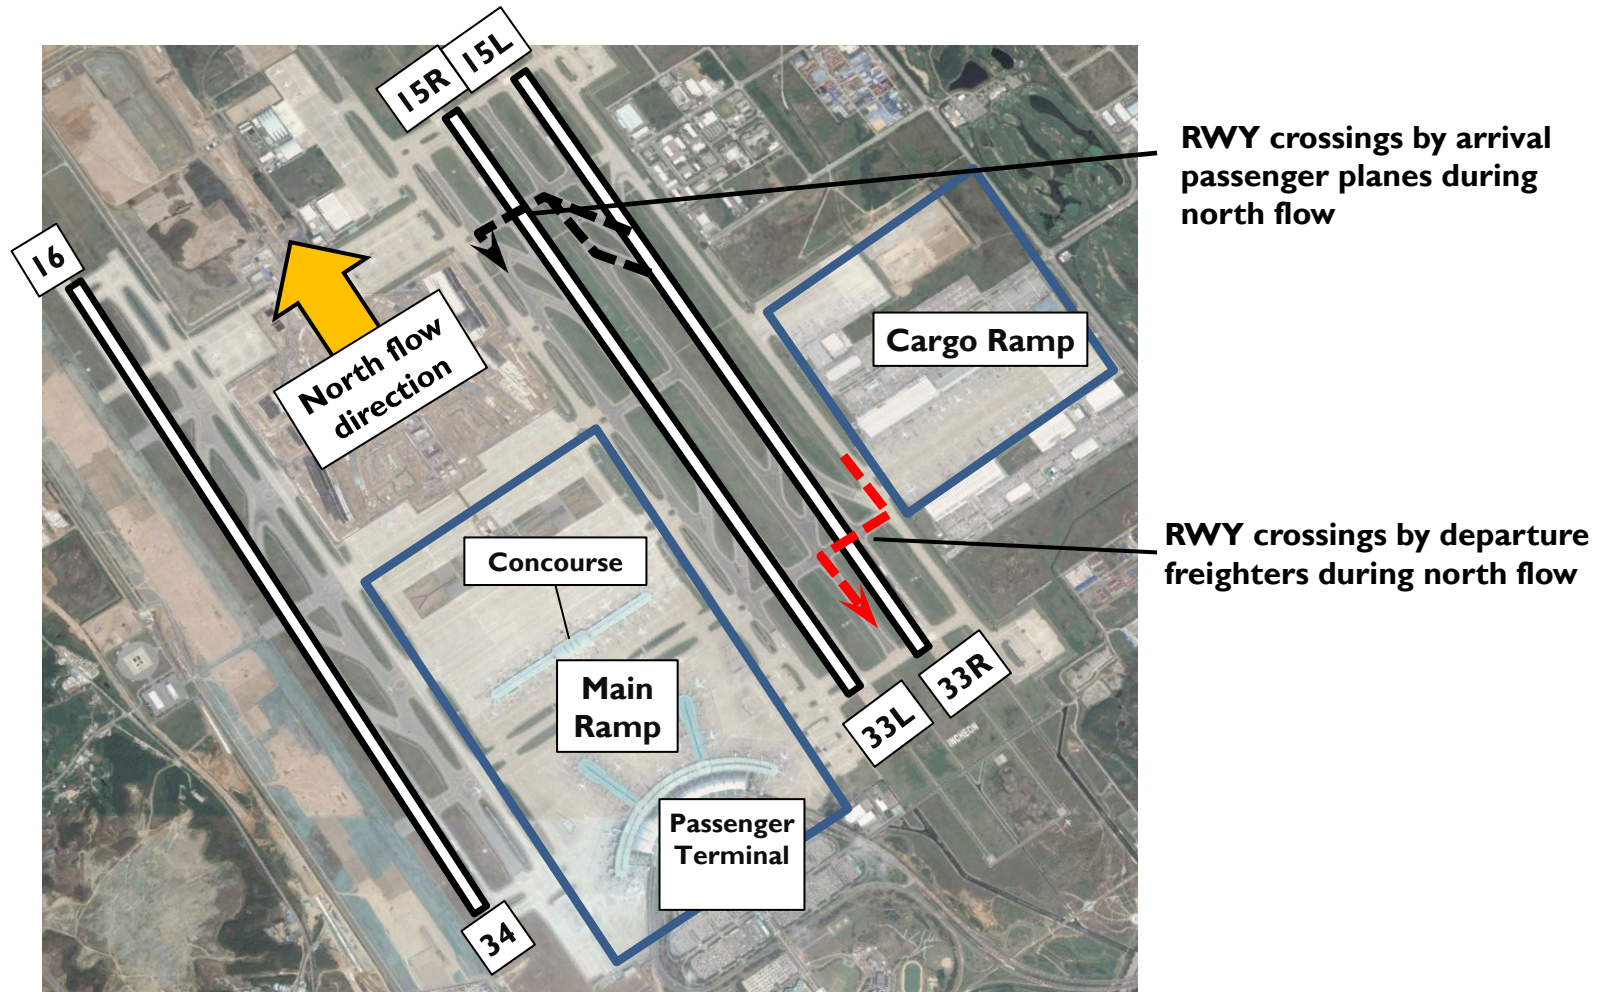 15R
15L
RWY crossings by arrival
passenger planes during
north flow
16
North flow
direction
Cargo Ramp
Concourse
RWY crossings by departure
freighters during north flow
Main
Ramp
33R
33L
INCHEON
Passenger
Terminal
34